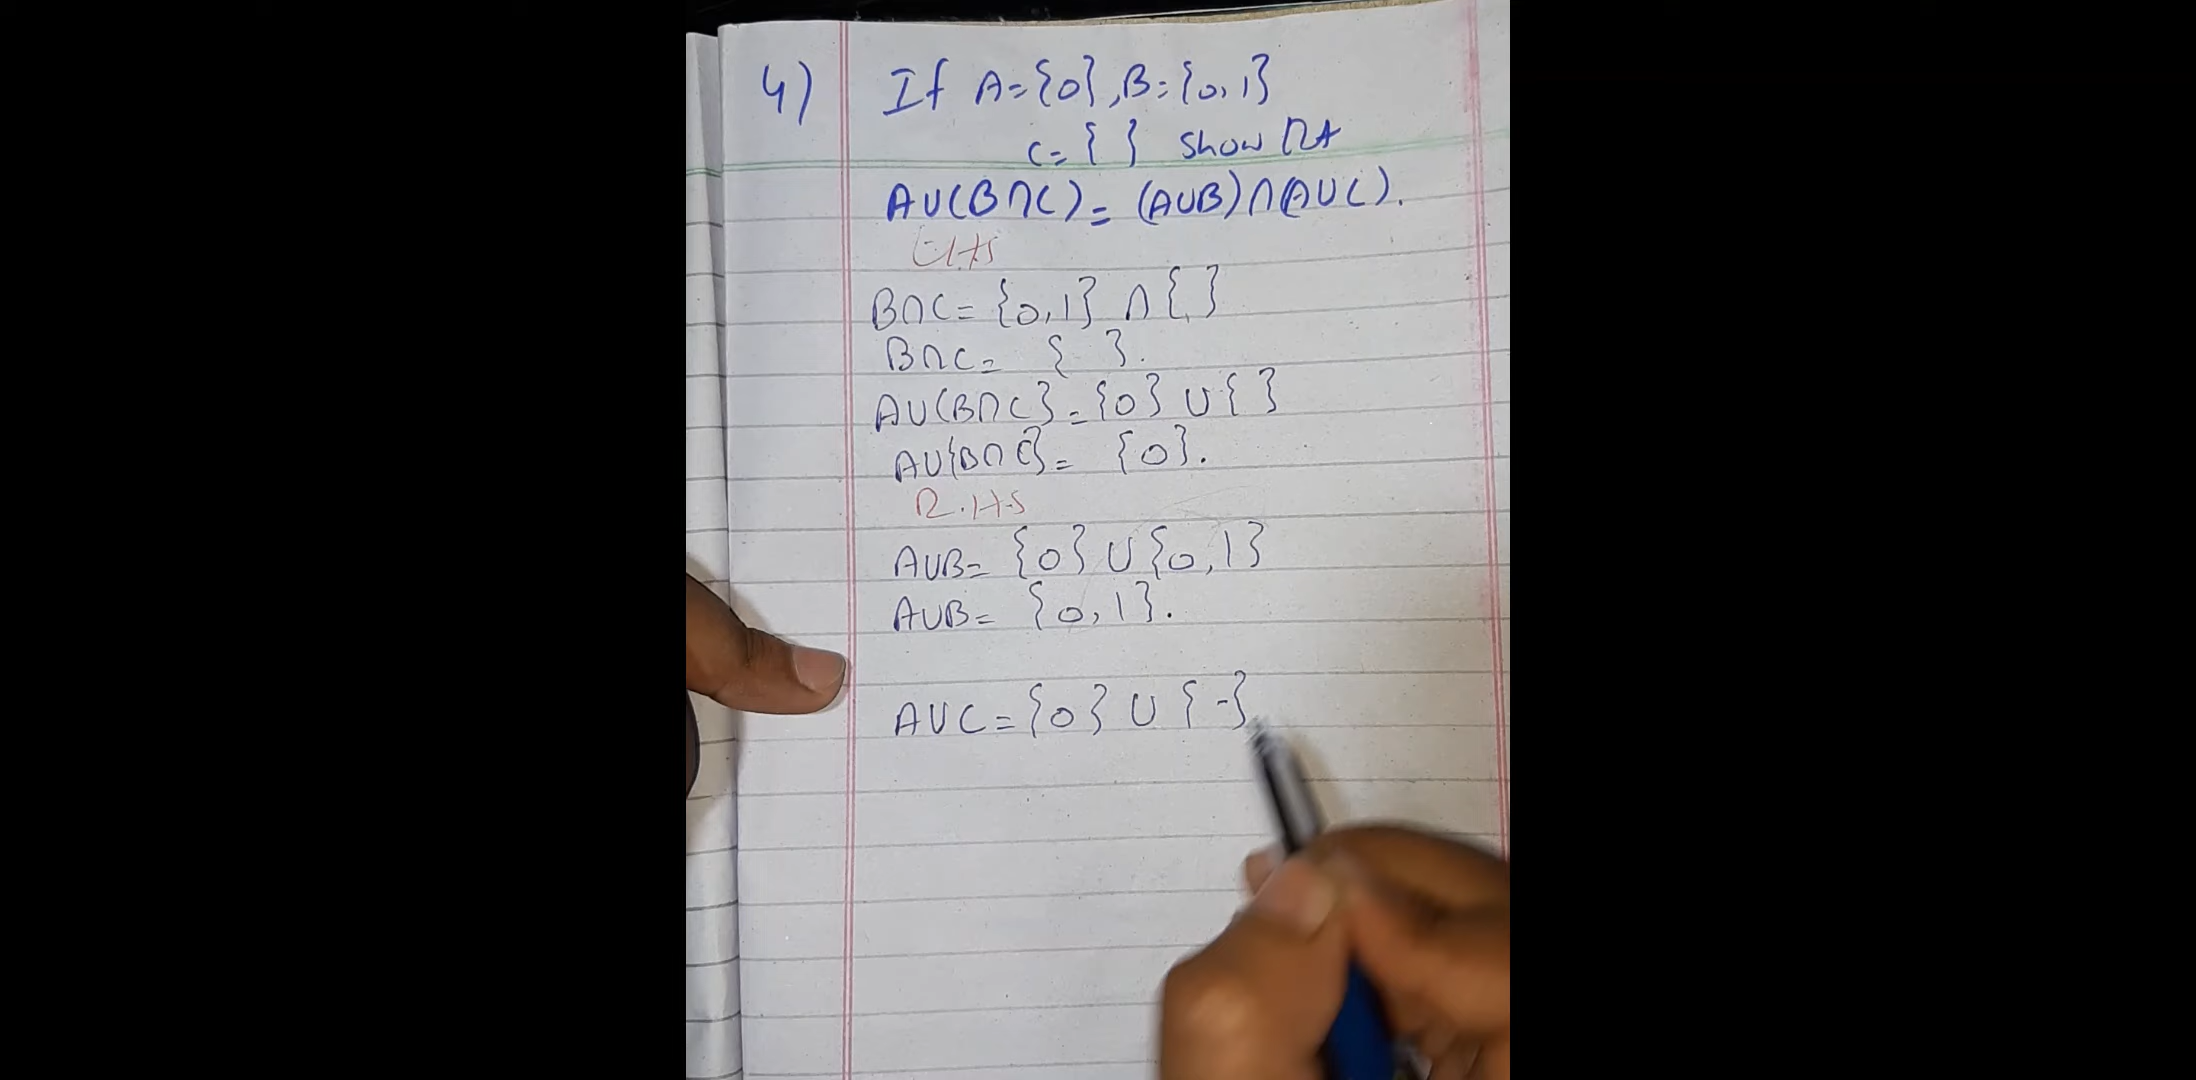 4) If A={0}, B={0,1}
C={ } show
AU(B∩C)= (AUB)∩(AUC).
L.H.S
B∩C= {0,1} ∩ { }
B∩C= { }.
AU(B∩C}={0} U { }
AU{B∩C}= {0}.
R.H.S
AUB= {0} U {0,1}
AUB= {0,1}.
AUC={0} U {-}